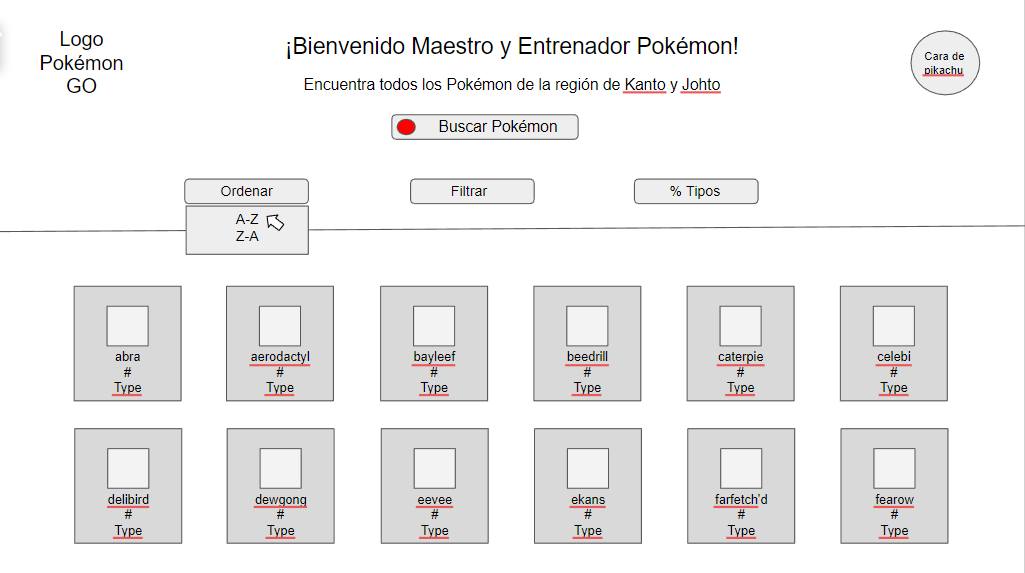 Logo
Pokémon
GO
¡Bienvenido Maestro y Entrenador Pokémon!
Encuentra todos los Pokémon de la región de Kanto y Johto
Cara de
pikachu
Buscar Pokémon
Ordenar
Filtrar
% Tipos
A-Z
Z-A
abra
#
Type
aerodactyl
#
Type
bayleef
#
Type
beedrill
#
Type
caterpie
#
Type
celebi
#
Type
delibird
#
Type
dewgong
#
Type
eevee
#
Type
ekans
#
Type
farfetch'd
#
Type
fearow
#
Type